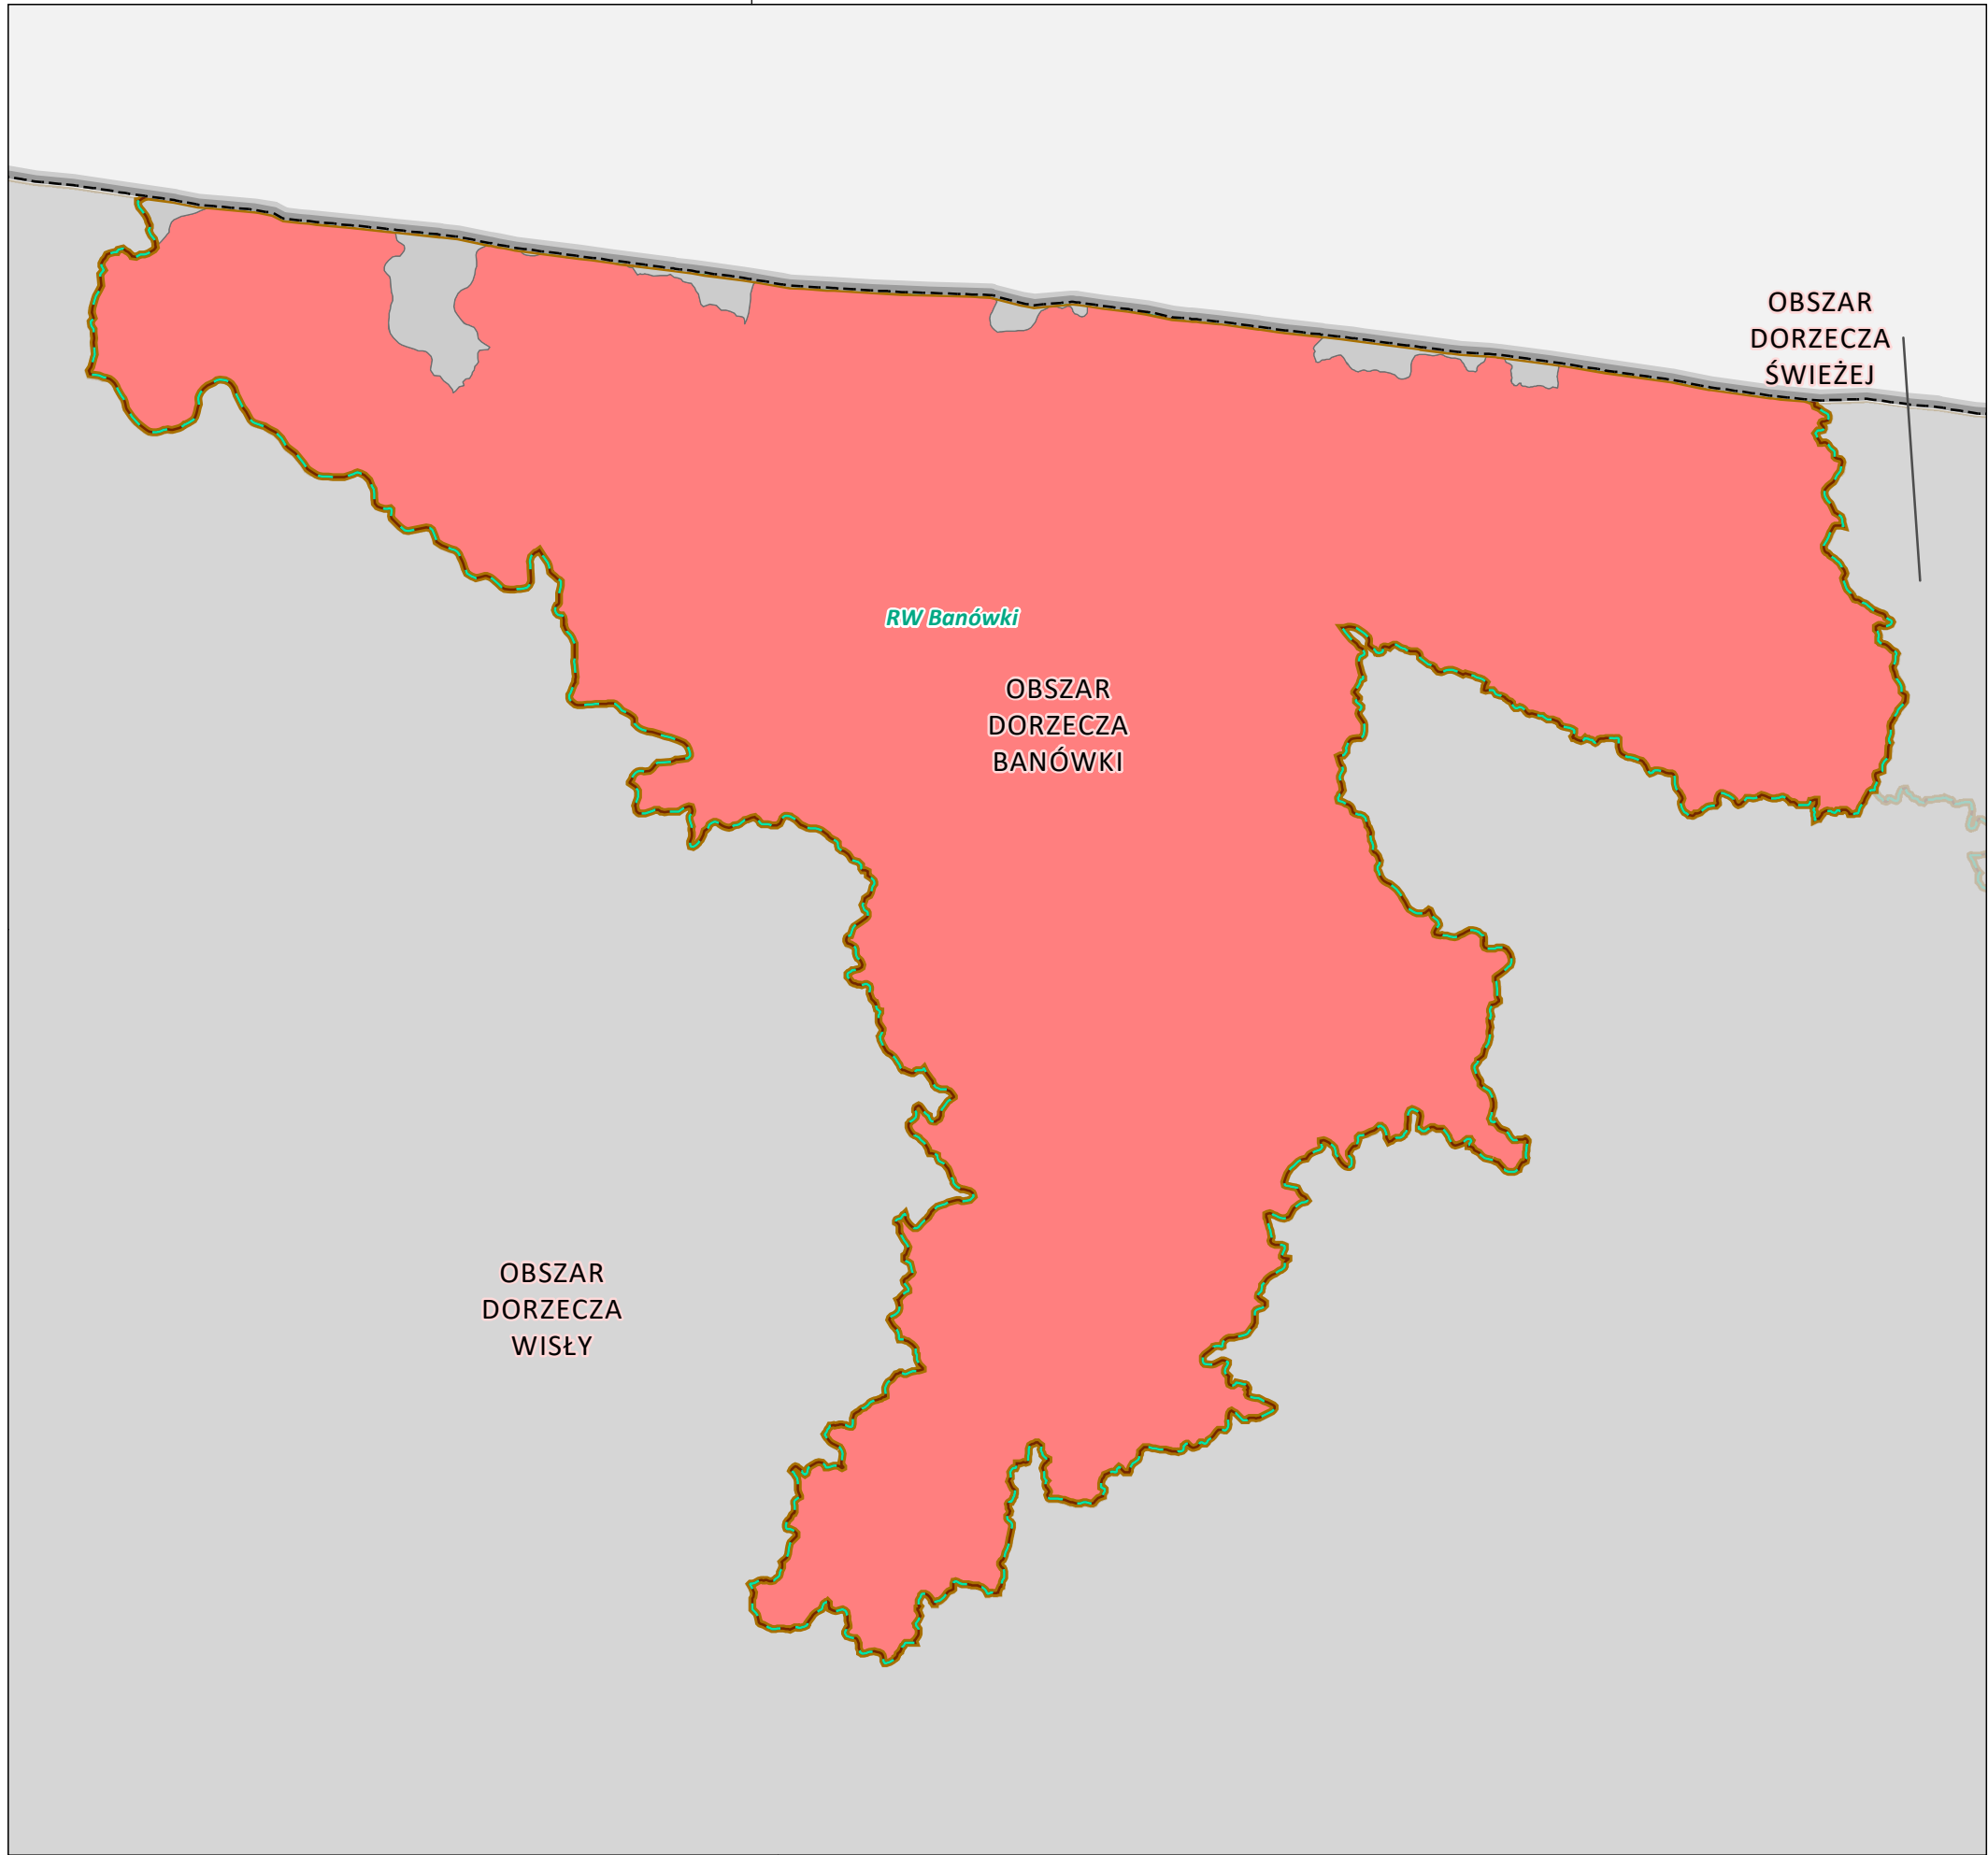 OBSZAR
DORZECZA
ŚWIEŻEJ
RW Banówki
OBSZAR
DORZECZA
BANÓWKI
OBSZAR
DORZECZA
WISŁY